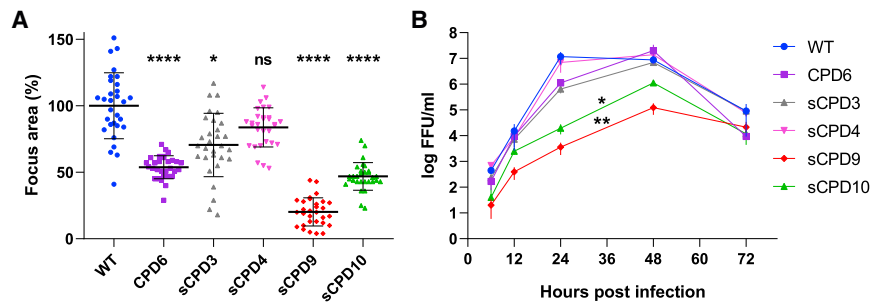 A
Focus area (%)
150
100
50
0
**** * ns **** ****
WT CPD6 sCPD3 sCPD4 sCPD9 sCPD10
B
log FFU/ml
8
7
6
5
4
3
2
1
0
*
**
0 12 24 36 48 60 72
Hours post infection
WT
CPD6
sCPD3
sCPD4
sCPD9
sCPD10